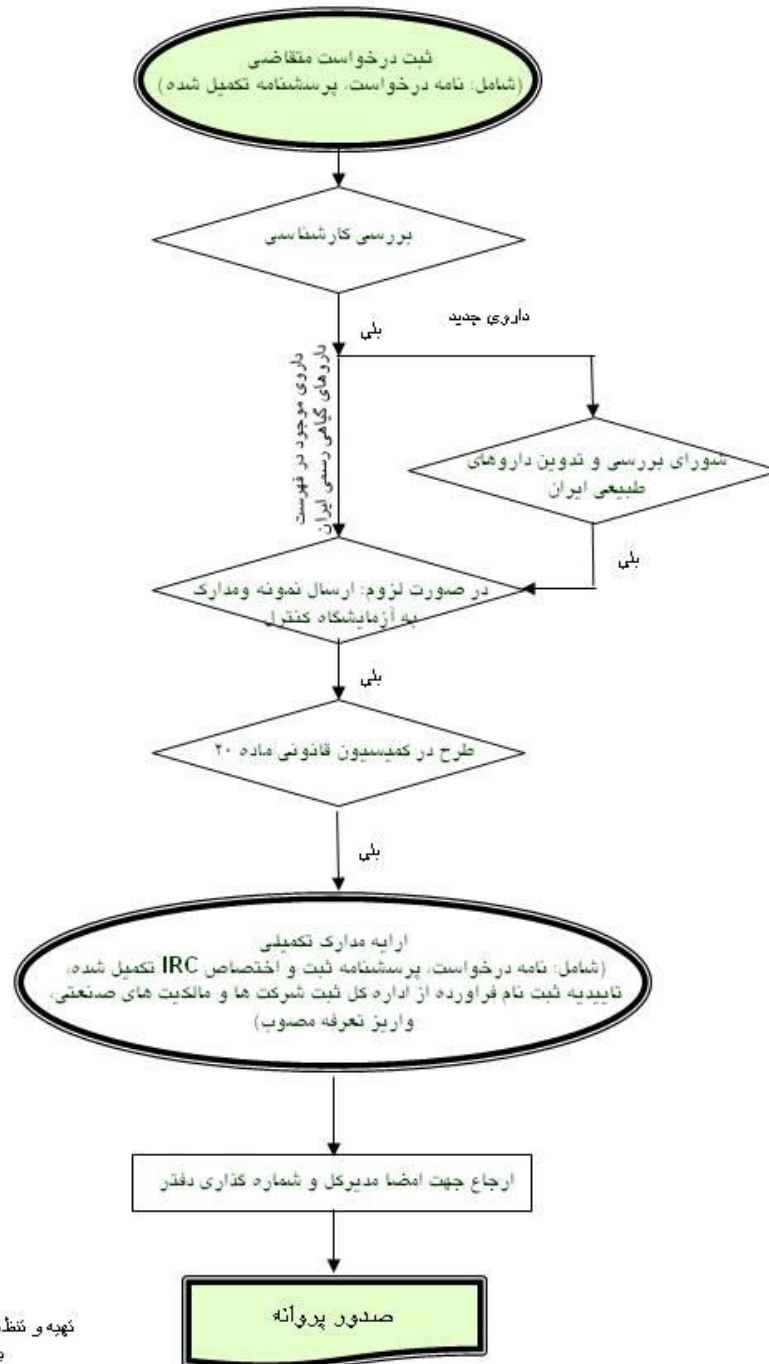 ثبت درخواست متقاضی
(شامل: نامه درخواست، پرسشنامه تکمیل شده)
بررسی کارشناسی
بلی
داروی جدید
داروی موجود در فهرست
داروهای گیاهی رسمی ایران
شورای بررسی و تدوین داروهای
طبیعی ایران
بلی
در صورت لزوم: ارسال نمونه ومدارک
به آزمایشگاه کنترل
بلی
طرح در کمیسیون قانونی ماده ۲۰
بلی
ارایه مدارک تکمیلی
(شامل: نامه درخواست، پرسشنامه ثبت و اختصاص IRC تکمیل شده،
تاییدیه ثبت نام فراورده از اداره کل ثبت شرکت ها و مالکیت های صنعتی،
واریز تعرفه مصوب)
ارجاع جهت امضا مدیرکل و شماره گذاری دفتر
صدور پروانه
تهیه و